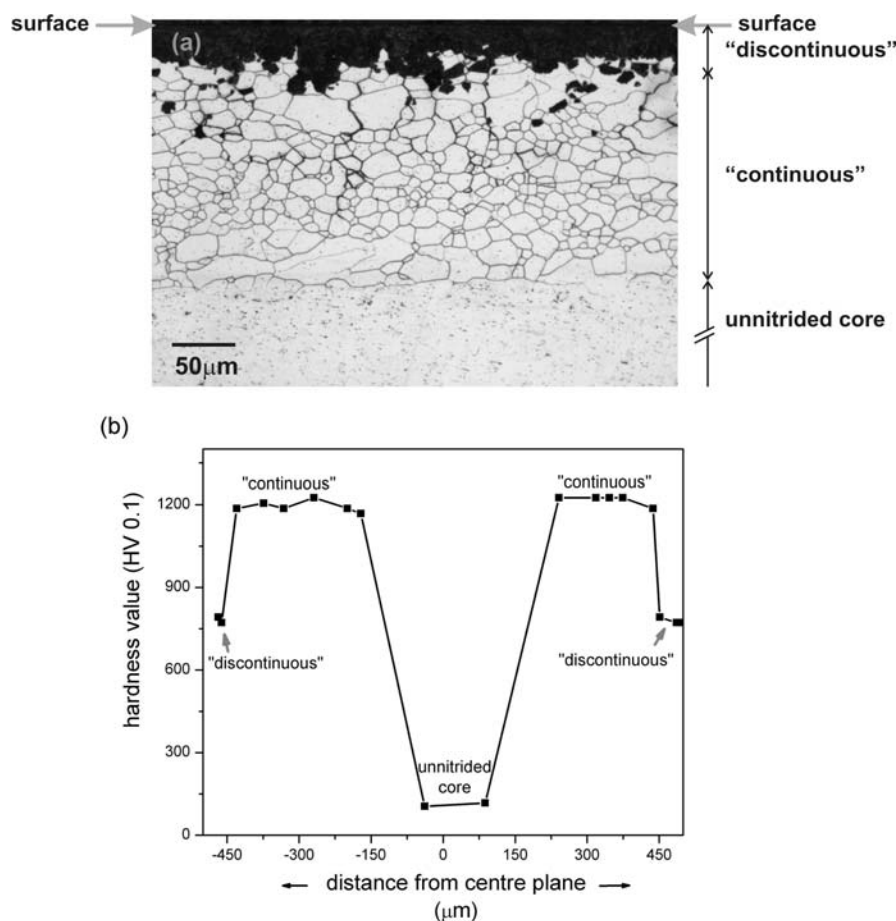 surface
surface
(a)
"discontinuous"
"continuous"
unnitrided core
50μm
(b)
hardness value (HV 0.1)
1200
900
600
300
0
"continuous"
"continuous"
"discontinuous"
"discontinuous"
unnitrided
core
-450
-300
-150
0
150
300
450
distance from centre plane
(μm)